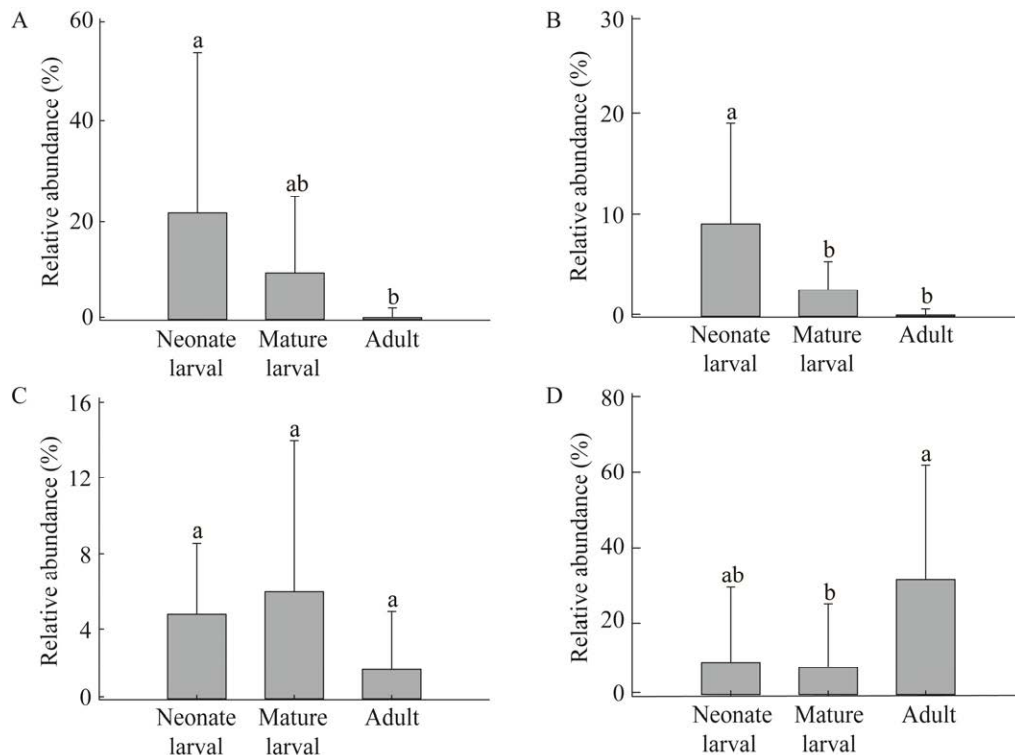 A
Relative abundance (%)
60
40
20
0
a
ab
b
Neonate
larval
Mature
larval
Adult
B
Relative abundance (%)
30
20
10
0
a
b
b
Neonate
larval
Mature
larval
Adult
C
Relative abundance (%)
16
12
8
4
0
a
a
a
Neonate
larval
Mature
larval
Adult
D
Relative abundance (%)
80
60
40
20
0
ab
b
a
Neonate
larval
Mature
larval
Adult